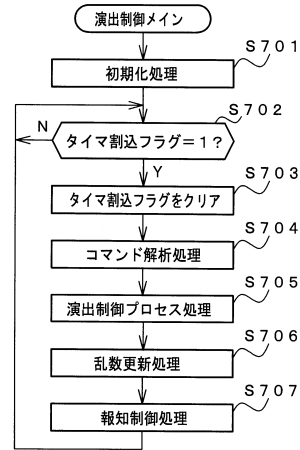 演出制御メイン
S701
初期化処理
S702
N
タイマ割込フラグ=1?
Y
S703
タイマ割込フラグをクリア
S704
コマンド解析処理
S705
演出制御プロセス処理
S706
乱数更新処理
S707
報知制御処理